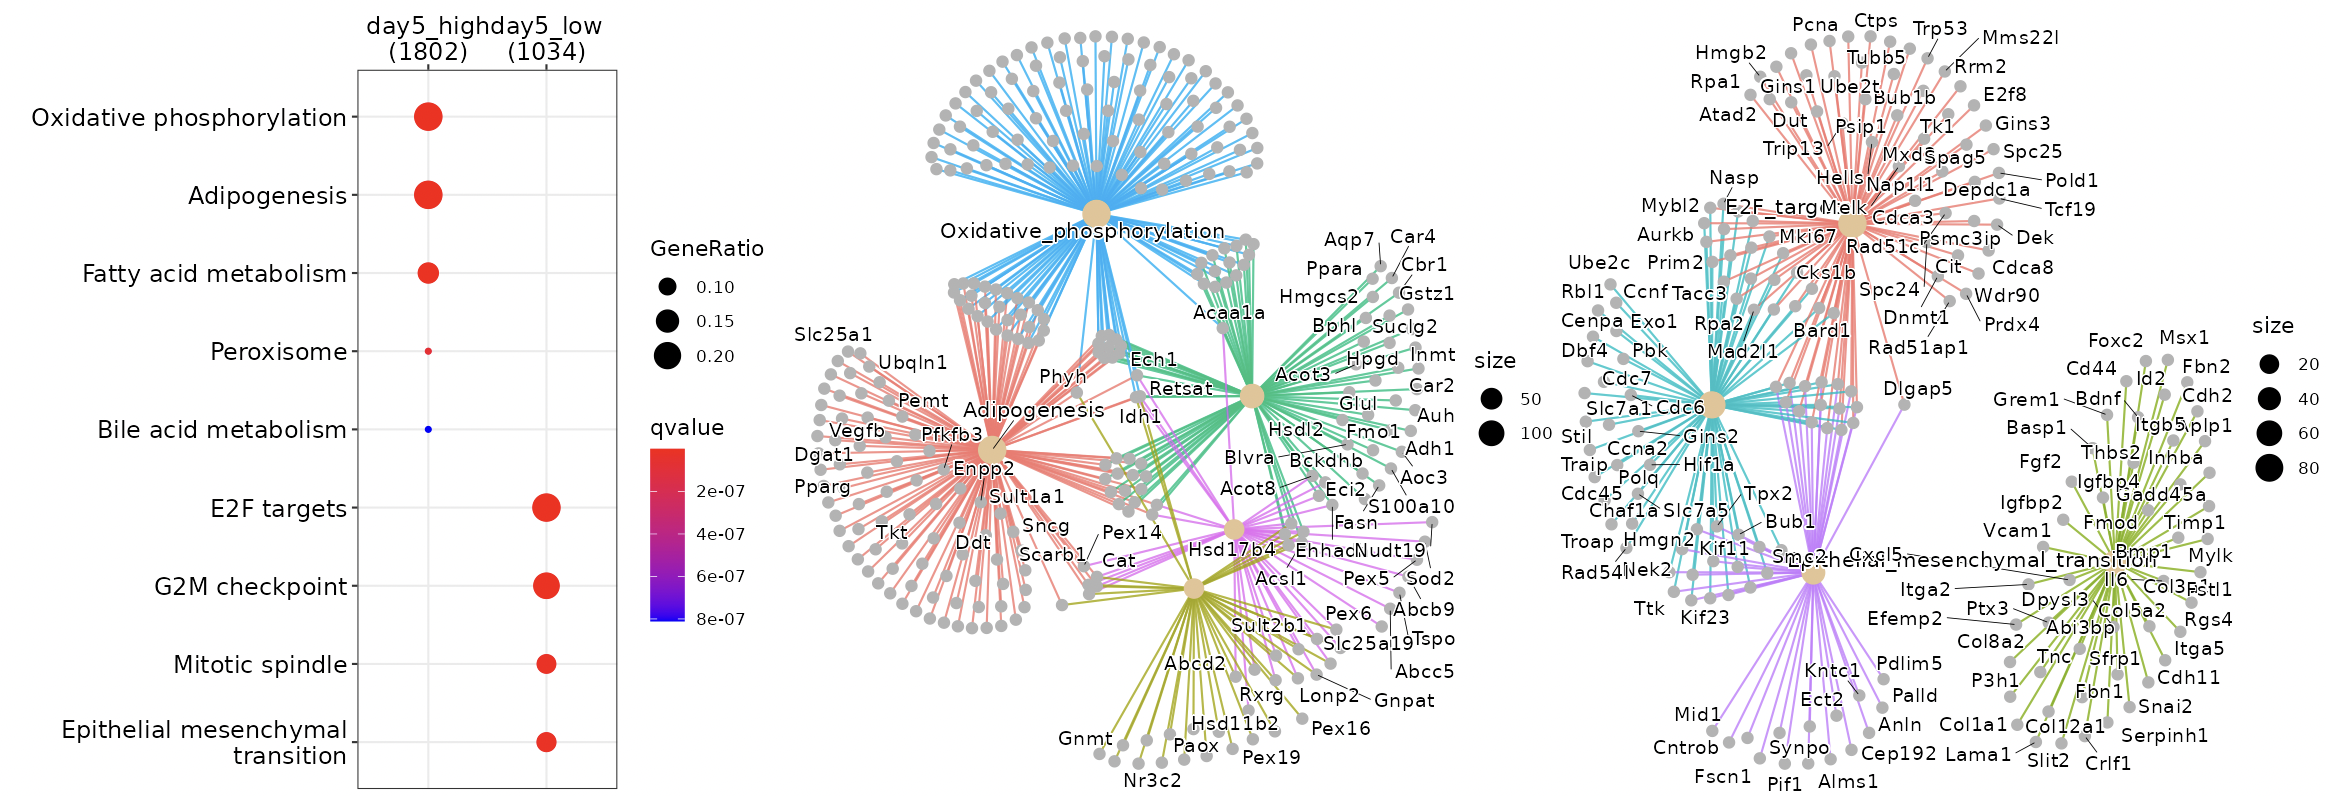 day5_highday5_low
(1802) (1034)
Oxidative phosphorylation
Adipogenesis
Fatty acid metabolism
Peroxisome
Bile acid metabolism
E2F targets
G2M checkpoint
Mitotic spindle
Epithelial mesenchymal
transition
GeneRatio
0.10
0.15
0.20
qvalue
2e-07
4e-07
6e-07
8e-07
Oxidative_phosphorylation
Aqp7
Car4
Ppara
Cbr1
Hmgcs2
Gstz1
Acaa1a
Bphl
Suclg2
Slc25a1
Ubqln1
Ech1
Hpgd
Inmt
Phyh
Acot3
Retsat
Car2
Pemt
Adipogenesis
Idh1
Glul
Auh
Vegfb
Pfkfb3
Hsdl2
Fmo1
Adh1
Dgat1
Enpp2
Blvra
Bckdhb
Aoc3
Pparg
Sult1a1
Acot8
Eci2
S100a10
Tkt
Ddt
Sncg
Pex14
Fasn
Scarb1
Cat
Hsd17b4
Ehhadh
Nudt19
Acsl1
Pex5
Sod2
Pex6
Abcb9
Sult2b1
Slc25a19
Tspo
Abcd2
Abcc5
Rxrg
Lonp2
Gnpat
Hsd11b2
Pex16
Gnmt
Paox
Pex19
Nr3c2
size
50
100
Pcna
Ctps
Trp53
Mms22l
Hmgb2
Tubb5
Rrm2
Rpa1
Gins1
Ube2t
Bub1b
E2f8
Atad2
Dut
Psip1
Tk1
Gins3
Trip13
Spag5
Spc25
Nasp
Hells
Nap1l1
Depdc1a
Pold1
Mybl2
Melk
Cdca3
Tcf19
Aurkb
Mki67
Rad51c
Psmc3ip
Dek
Ube2c
Prim2
Cks1b
Cit
Cdca8
Rbl1
Ccnf
Tacc3
Spc24
Wdr90
Cenpa
Exo1
Rpa2
Bard1
Dnmt1
Prdx4
Dbf4
Pbk
Mad2l1
Rad51ap1
Cdc7
Dlgap5
Slc7a1
Cdc6
Stil
Gins2
Ccna2
Traip
Hif1a
Polq
Cdc45
Tpx2
Chaf1a
Slc7a5
Bub1
Troap
Hmgn2
Kif11
Smc2
Cxcl5
Rad54l
Nek2
Ttk
Kif23
Kntc1
Pdlim5
Ect2
Palld
Mid1
Anln
Cntrob
Synpo
Cep192
Fscn1
Pif1
Alms1
Foxc2
Msx1
Cd44
Id2
Fbn2
Grem1
Bdnf
Cdh2
Basp1
Itgb5
Aplp1
Thbs2
Inhba
Fgf2
Igfbp4
Gadd45a
Igfbp2
Fmod
Timp1
Vcam1
Bmp1
Mylk
Il6
Itga2
Fstl1
Dpysl3
Ptx3
Col5a2
Rgs4
Efemp2
Abi3bp
Col8a2
Itga5
Tnc
Sfrp1
P3h1
Cdh11
Fbn1
Snai2
Col1a1
Col12a1
Serpinh1
Lama1
Slit2
Crlf1
size
20
40
60
80